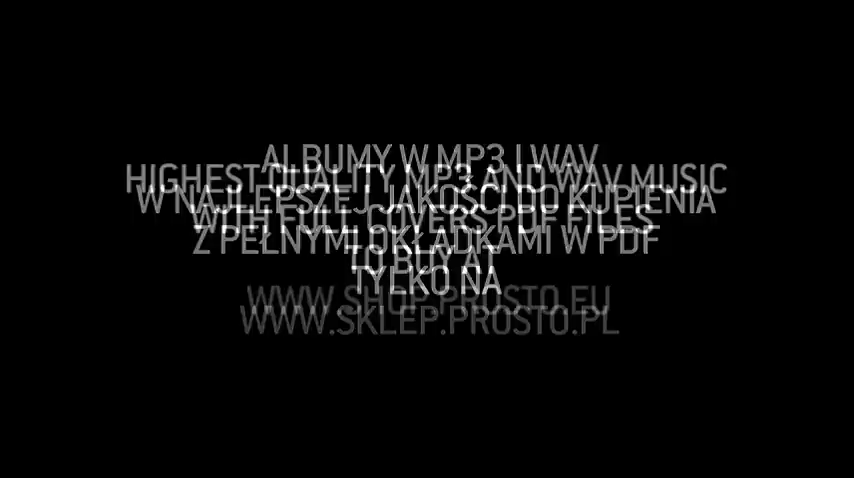 ALBUMY W MP3 I WAV
HIGHEST QUALITY MP3 AND WAV MUSIC
W NAJLEPSZEJ JAKOŚCI DO KUPIENIA
WITH FULL COVERS PDF FILES
Z PEŁNYMI OKŁADKAMI W PDF
TO BUY AT
TYLKO NA
WWW.SHOP.PROSTO.EU
WWW.SKLEP.PROSTO.PL